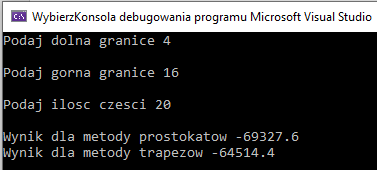 WybierzKonsola debugowania programu Microsoft Visual Studio
Podaj dolna granice 4
Podaj gorna granice 16
Podaj ilosc czesci 20
Wynik dla metody prostokatow -69327.6
Wynik dla metody trapezow -64514.4